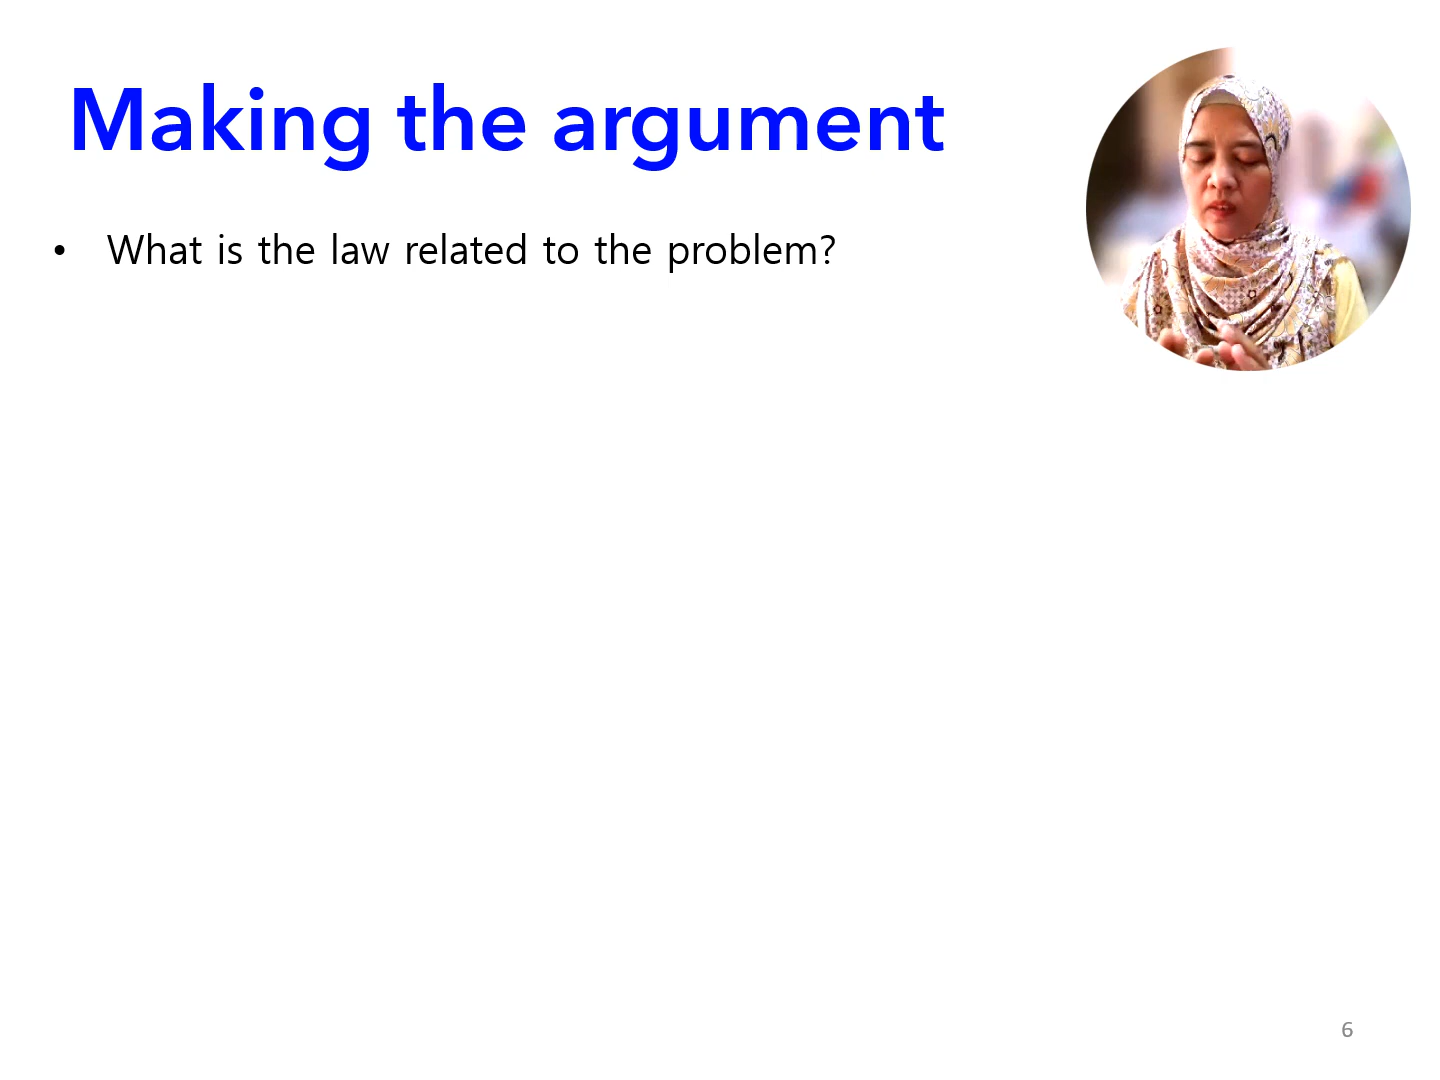 Making the argument
• What is the law related to the problem?
6